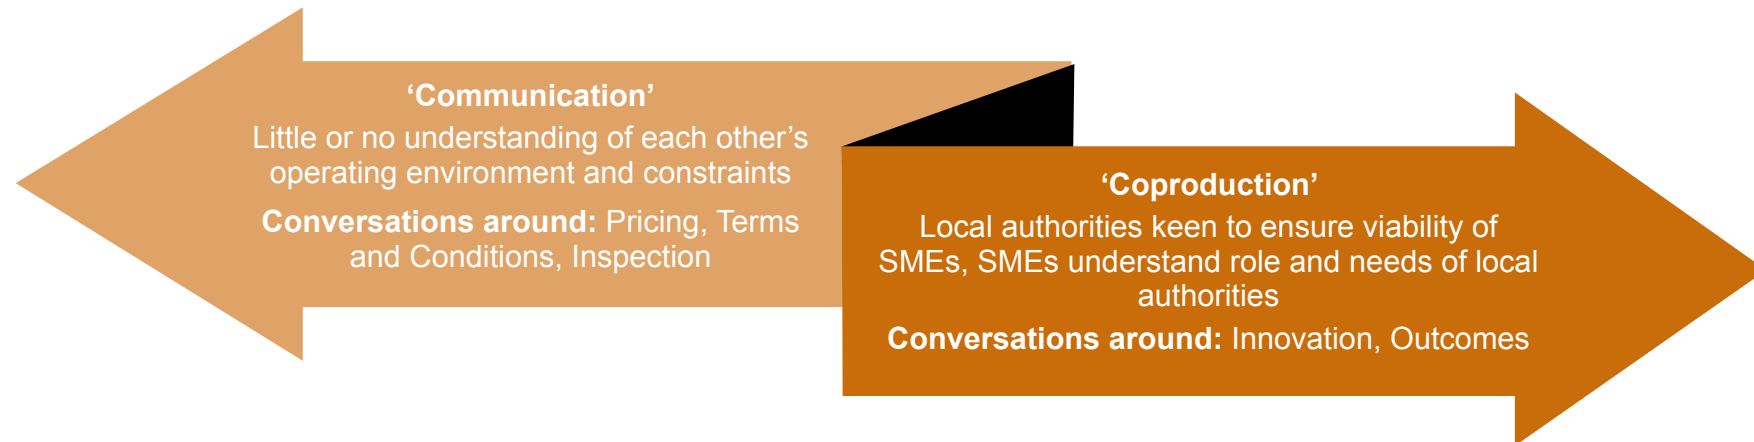 ‘Communication’
Little or no understanding of each other’s
operating environment and constraints
Conversations around: Pricing, Terms
and Conditions, Inspection
‘Coproduction’
Local authorities keen to ensure viability of
SMEs, SMEs understand role and needs of local
authorities
Conversations around: Innovation, Outcomes